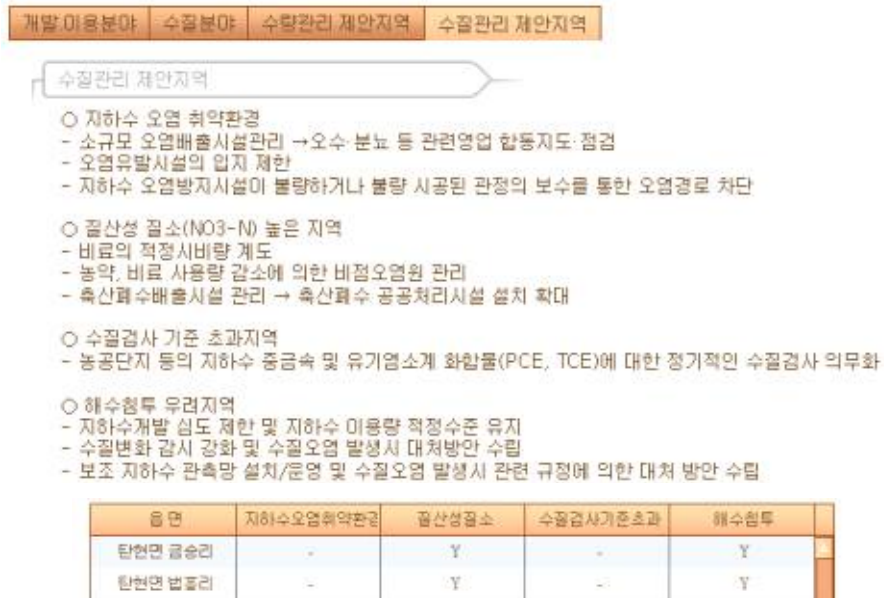 개발.이용분야 수질분야 수량관리 제안지역 수질관리 제안지역
수질관리 제안지역
○ 지하수 오염 취약환경
- 소규모 오염배출시설관리 →오수·분뇨 등 관련영업 합동지도·점검
- 오염유발시설의 입지 제한
- 지하수 오염방지시설이 불량하거나 불량 시공된 관정의 보수를 통한 오염경로 차단
○ 질산성 질소(NO3-N) 높은 지역
- 비료의 적정시비량 계도
- 농약, 비료 사용량 감소에 의한 비점오염원 관리
- 축산폐수배출시설 관리 → 축산폐수 공공처리시설 설치 확대
○ 수질검사 기준 초과지역
- 농공단지 등의 지하수 중금속 및 유기염소계 화합물(PCE, TCE)에 대한 정기적인 수질검사 의무화
○ 해수침투 우려지역
- 지하수개발 심도 제한 및 지하수 이용량 적정수준 유지
- 수질변화 감시 강화 및 수질오염 발생시 대처방안 수립
- 보조 지하수 관측망 설치/운영 및 수질오염 발생시 관련 규정에 의한 대처 방안 수립
읍면 지하수오염취약환경 질산성질소 수질검사기준초과 해수침투
탄현면 금승리 - Y - Y
탄현면 법흥리 - Y - Y